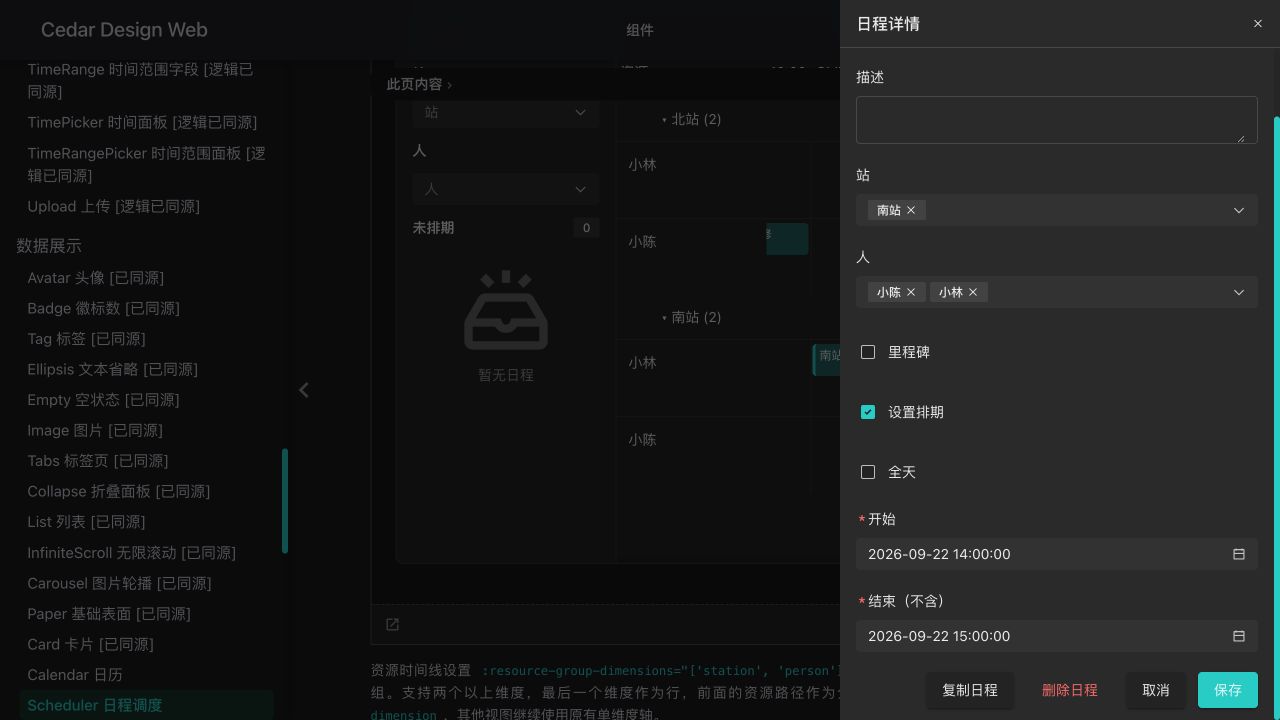 Cedar Design Web
组件
TimeRange 时间范围字段 [逻辑已
同源]
TimePicker 时间面板 [逻辑已同源]
TimeRangePicker 时间范围面板 [逻
辑已同源]
Upload 上传 [逻辑已同源]
数据展示
Avatar 头像 [已同源]
Badge 徽标数 [已同源]
Tag 标签 [已同源]
Ellipsis 文本省略 [已同源]
Empty 空状态 [已同源]
Image 图片 [已同源]
Tabs 标签页 [已同源]
Collapse 折叠面板 [已同源]
List 列表 [已同源]
InfiniteScroll 无限滚动 [已同源]
Carousel 图片轮播 [已同源]
Paper 基础表面 [已同源]
Card 卡片 [已同源]
Calendar 日历
Scheduler 日程调度
此页内容
站
人
人
未排期
0
暂无日程
北站 (2)
小林
小陈
南站 (2)
小林
南站
小陈
资源时间线设置 :resource-group-dimensions="['station', 'person']
组。支持两个以上维度，最后一个维度作为行，前面的资源路径作为
dimension ，其他视图继续使用原有单维度轴。
日程详情
描述
站
南站
人
小陈
小林
里程碑
设置排期
全天
* 开始
2026-09-22 14:00:00
* 结束（不含）
2026-09-22 15:00:00
复制日程
删除日程
取消
保存